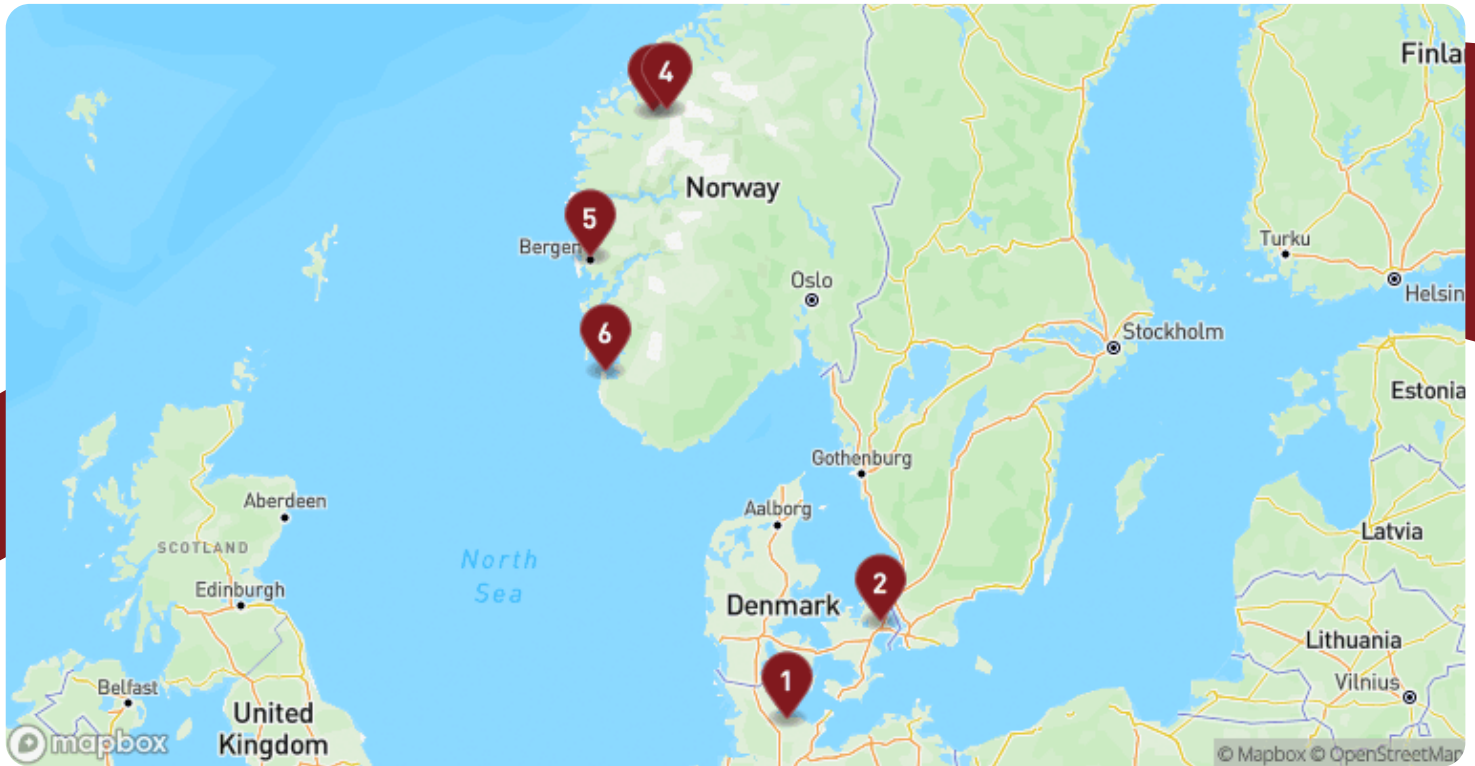 Finla
4
Norway
5
Bergen
Turku
Oslo
Helsin
6
Stockholm
Estonia
Gothenburg
Aberdeen
Aalborg
SCOTLAND
Latvia
North
Sea
Edinburgh
2
Denmark
Lithuania
1
Vilnius
Belfast
United
Kingdom
mapbox
© Mapbox © OpenStreetMap